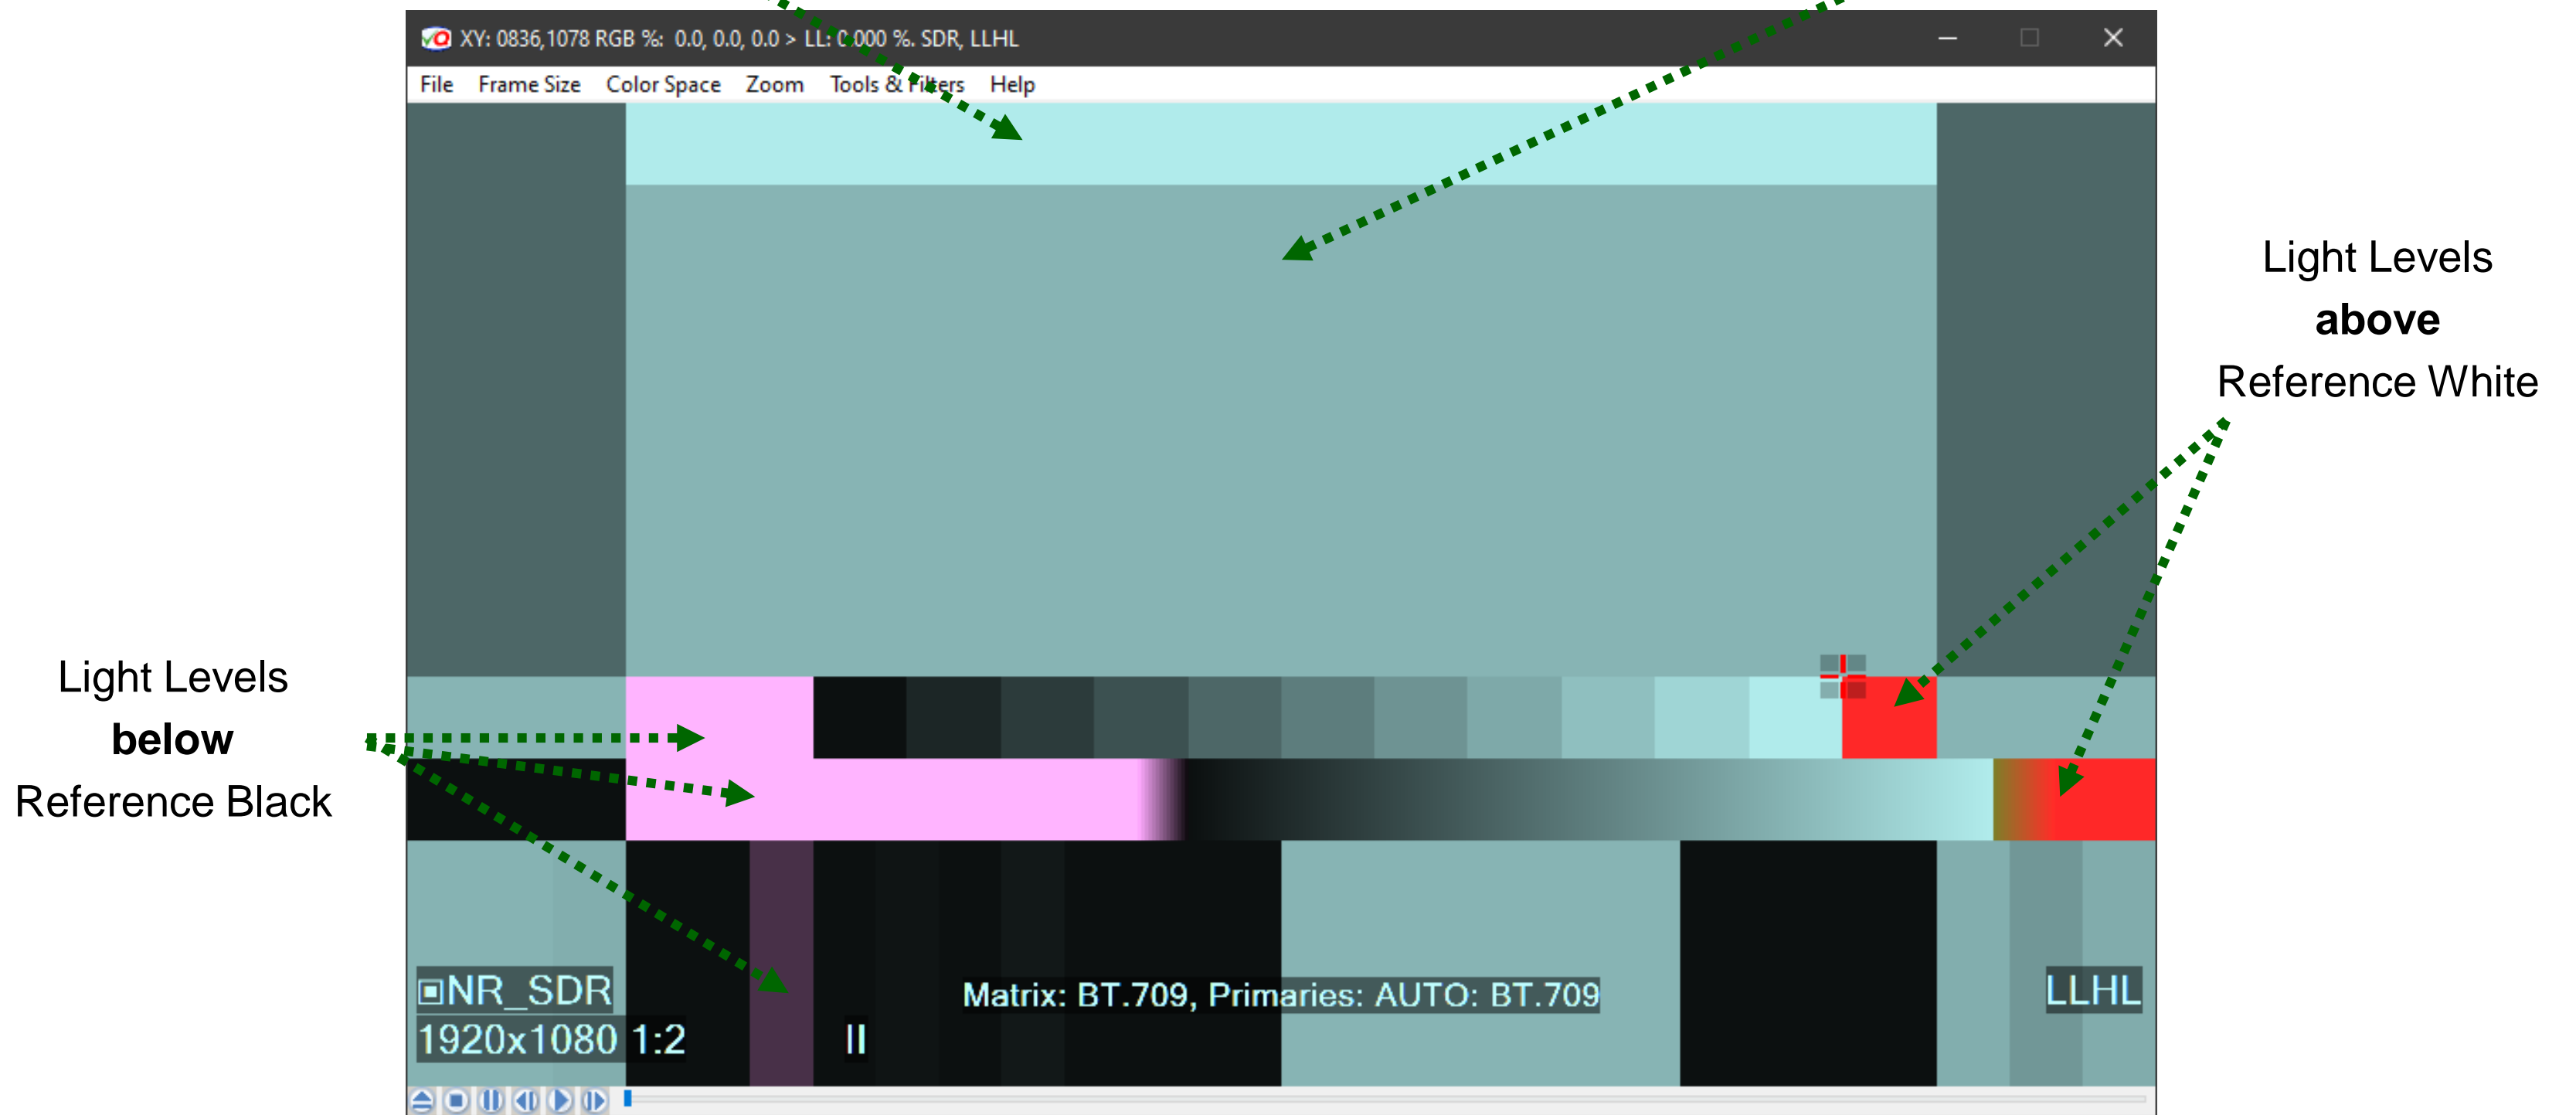 XY: 0836,1078 RGB %: 0.0, 0.0, 0.0 > LL: 0.000 %. SDR, LLHL
File Frame Size Color Space Zoom Tools & Filters Help
Light Levels
above
Reference White
Light Levels
below
Reference Black
NR_SDR
Matrix: BT.709, Primaries: AUTO: BT.709
LLHL
1920x1080 1:2